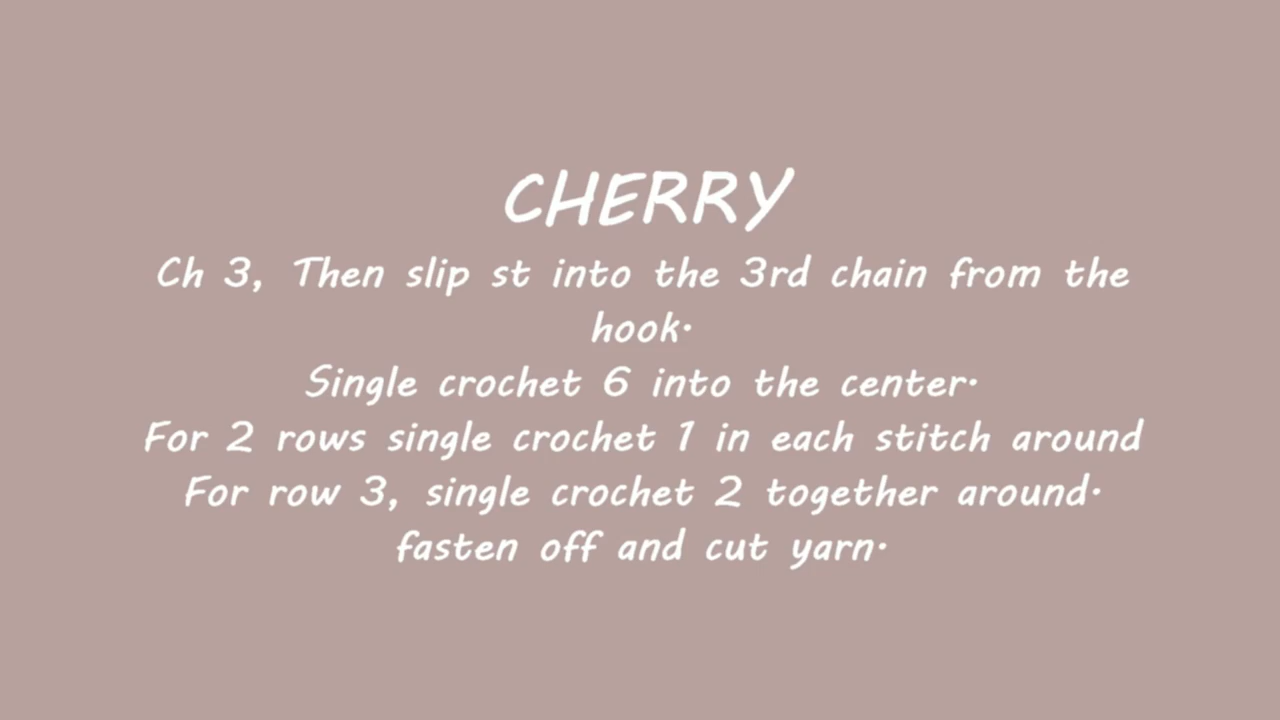 CHERRY
Ch 3, Then slip st into the 3rd chain from the
hook.
Single crochet 6 into the center.
For 2 rows single crochet 1 in each stitch around
For row 3, single crochet 2 together around.
fasten off and cut yarn.